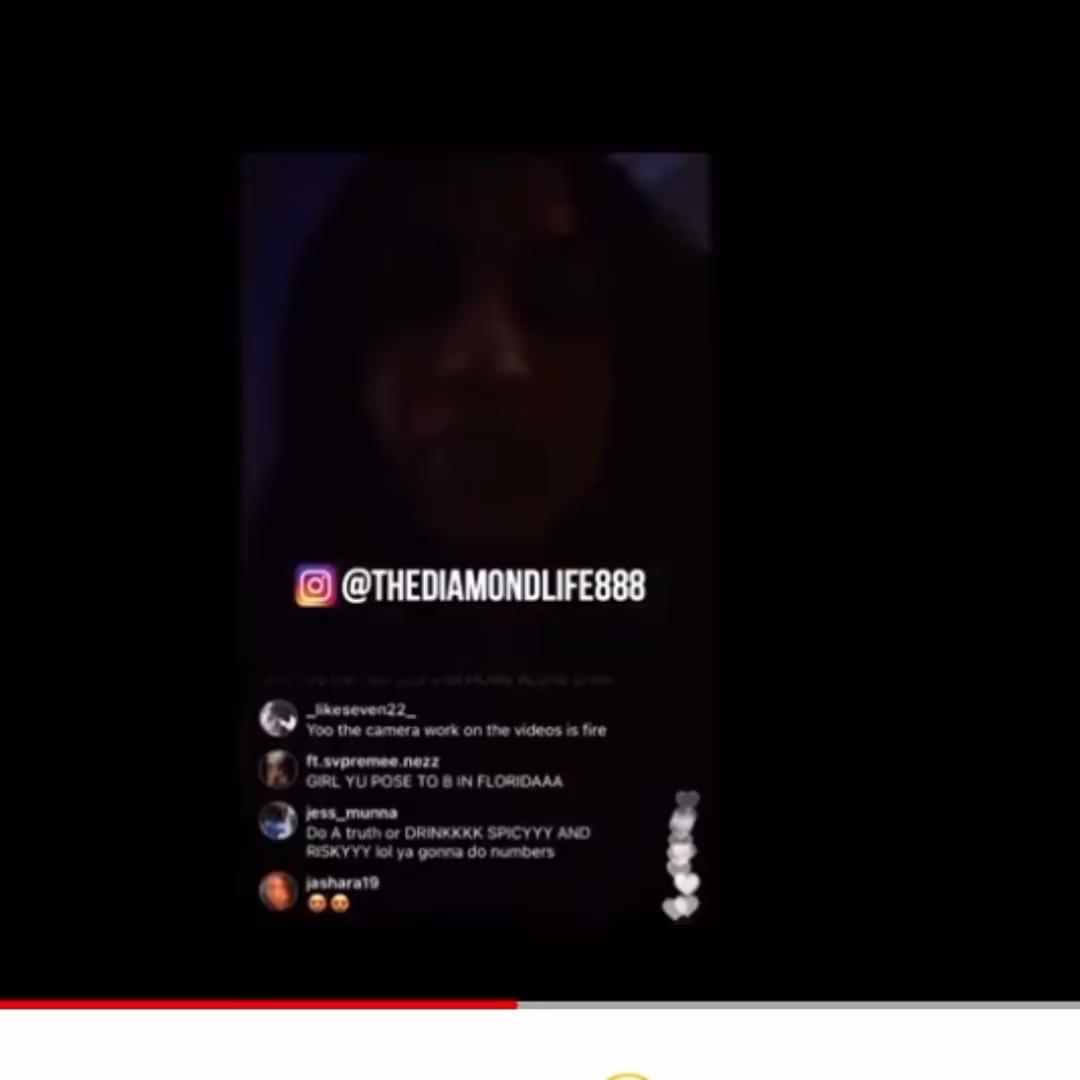 @THEDIAMONDLIFE888
_likeseven22_
Yoo the camera work on the videos is fire
ft.svpremee.nezz
GIRL YU POSE TO B IN FLORIDAAA
jess_munna
Do A truth or DRINKKKK SPICYYY AND
RISKYYY lol ya gonna do numbers
jashara19